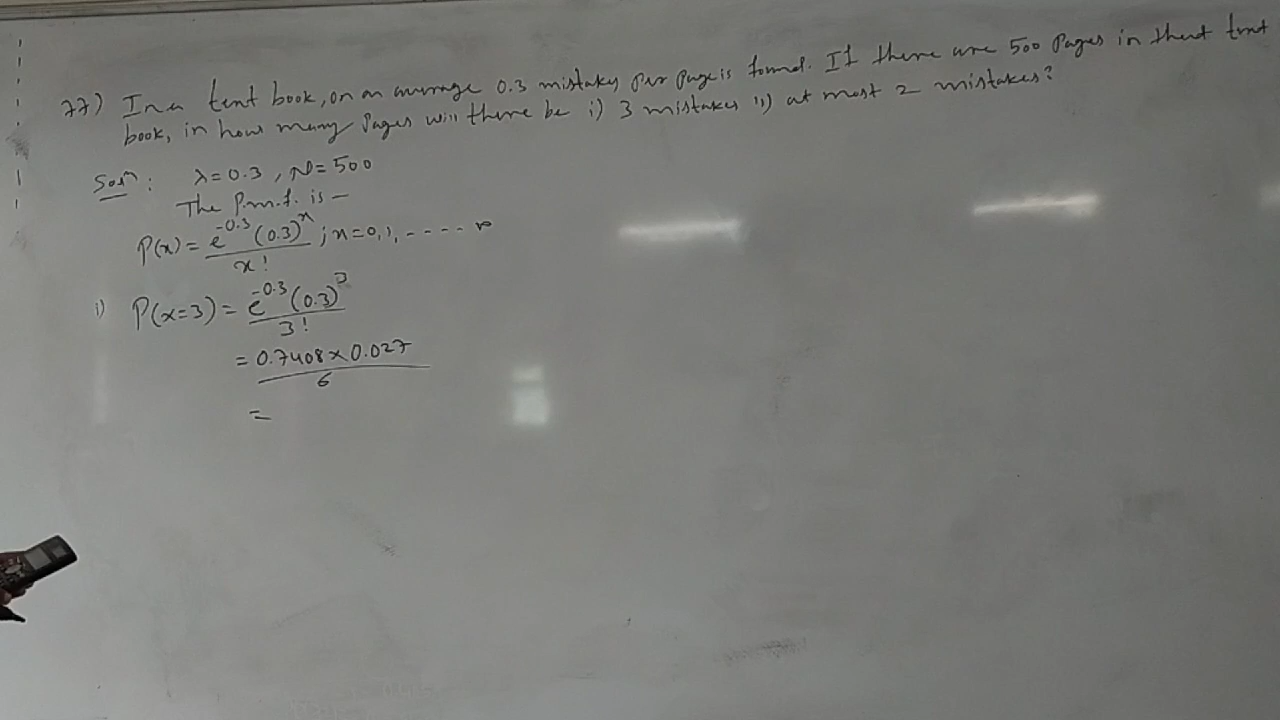 77) In a text book, on an average 0.3 mistakes per page is found. If there are 500 pages in that text
book, in how many pages will there be i) 3 mistakes ii) at most 2 mistakes?
Soln: λ=0.3, N=500
The P.m.f. is –
P(x) = e^-0.3 (0.3)^x / x! ; x=0,1,-----∞
i) P(x=3) = e^-0.3 (0.3)^3 / 3!
= 0.7408×0.027 / 6
=